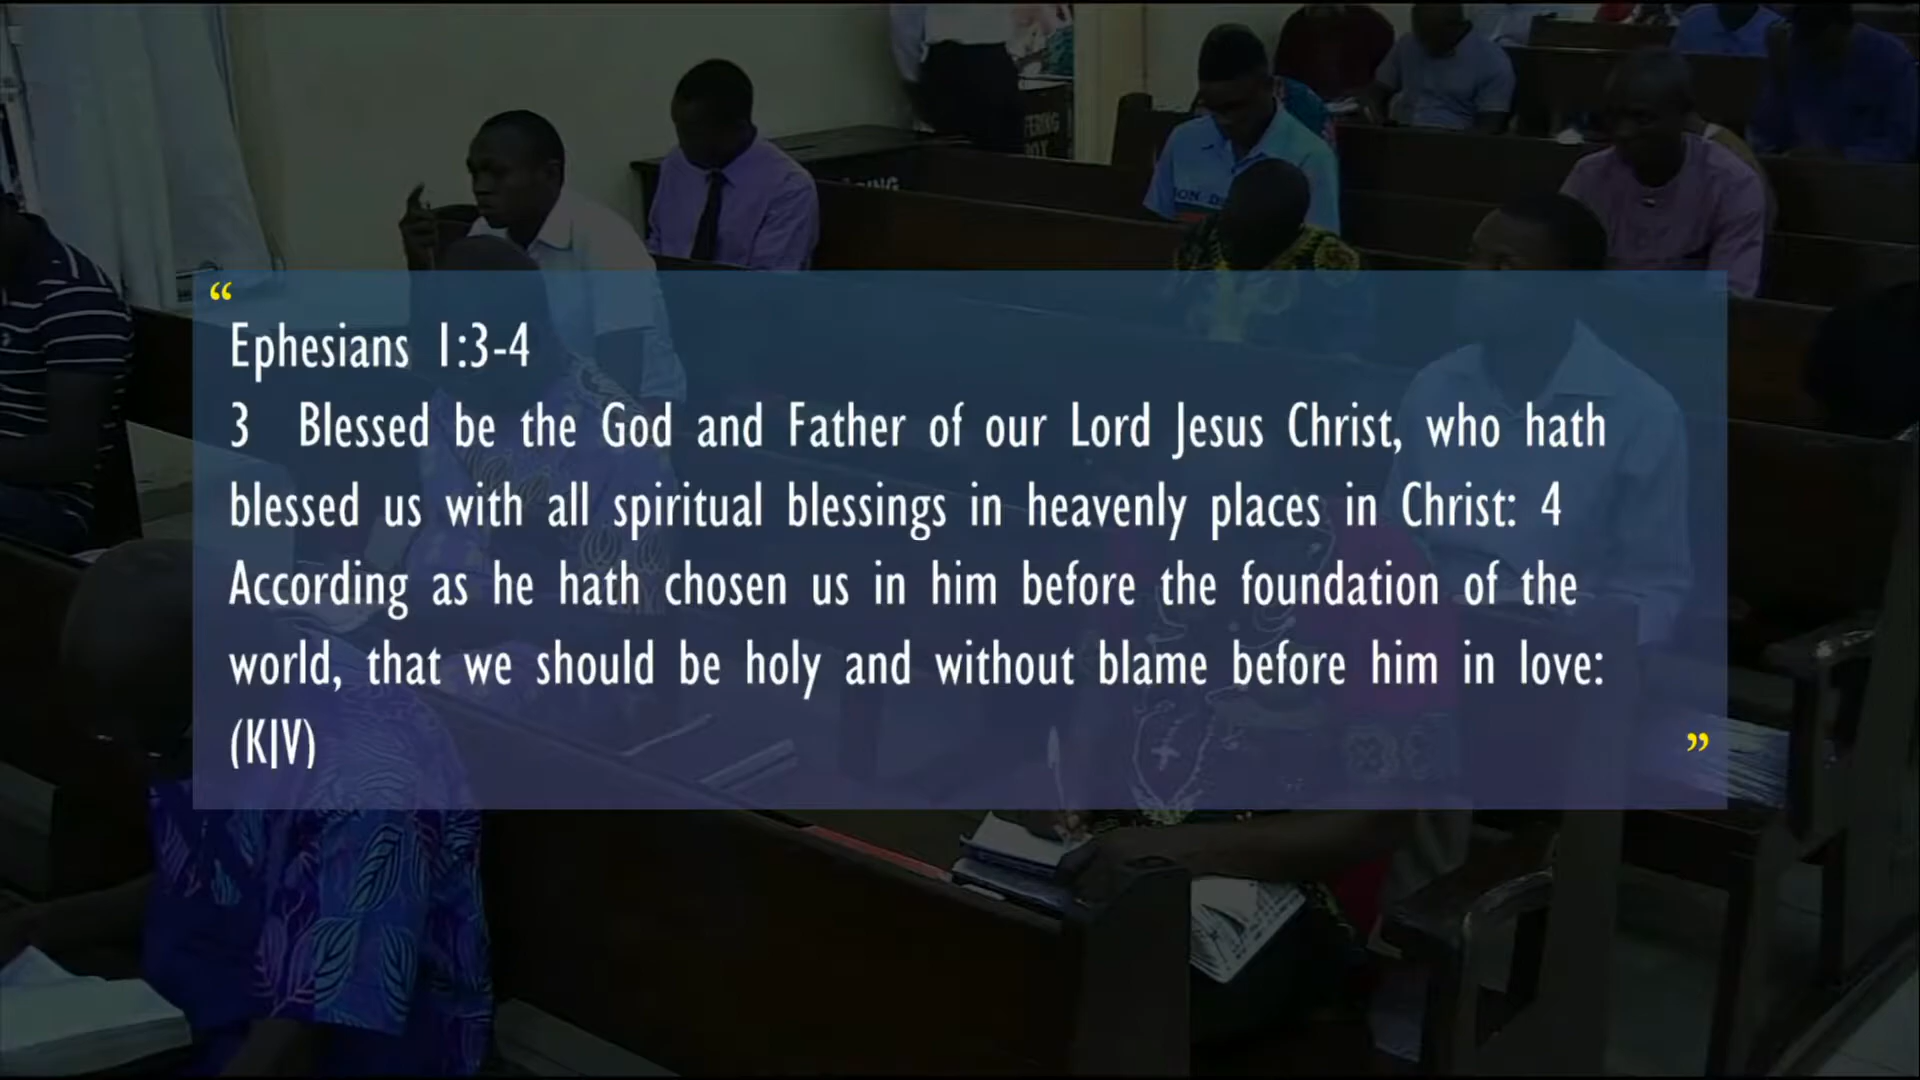 FERING
BOX
ION D
“
Ephesians 1:3-4
3 Blessed be the God and Father of our Lord Jesus Christ, who hath
blessed us with all spiritual blessings in heavenly places in Christ: 4
According as he hath chosen us in him before the foundation of the
world, that we should be holy and without blame before him in love:
(KJV)
”